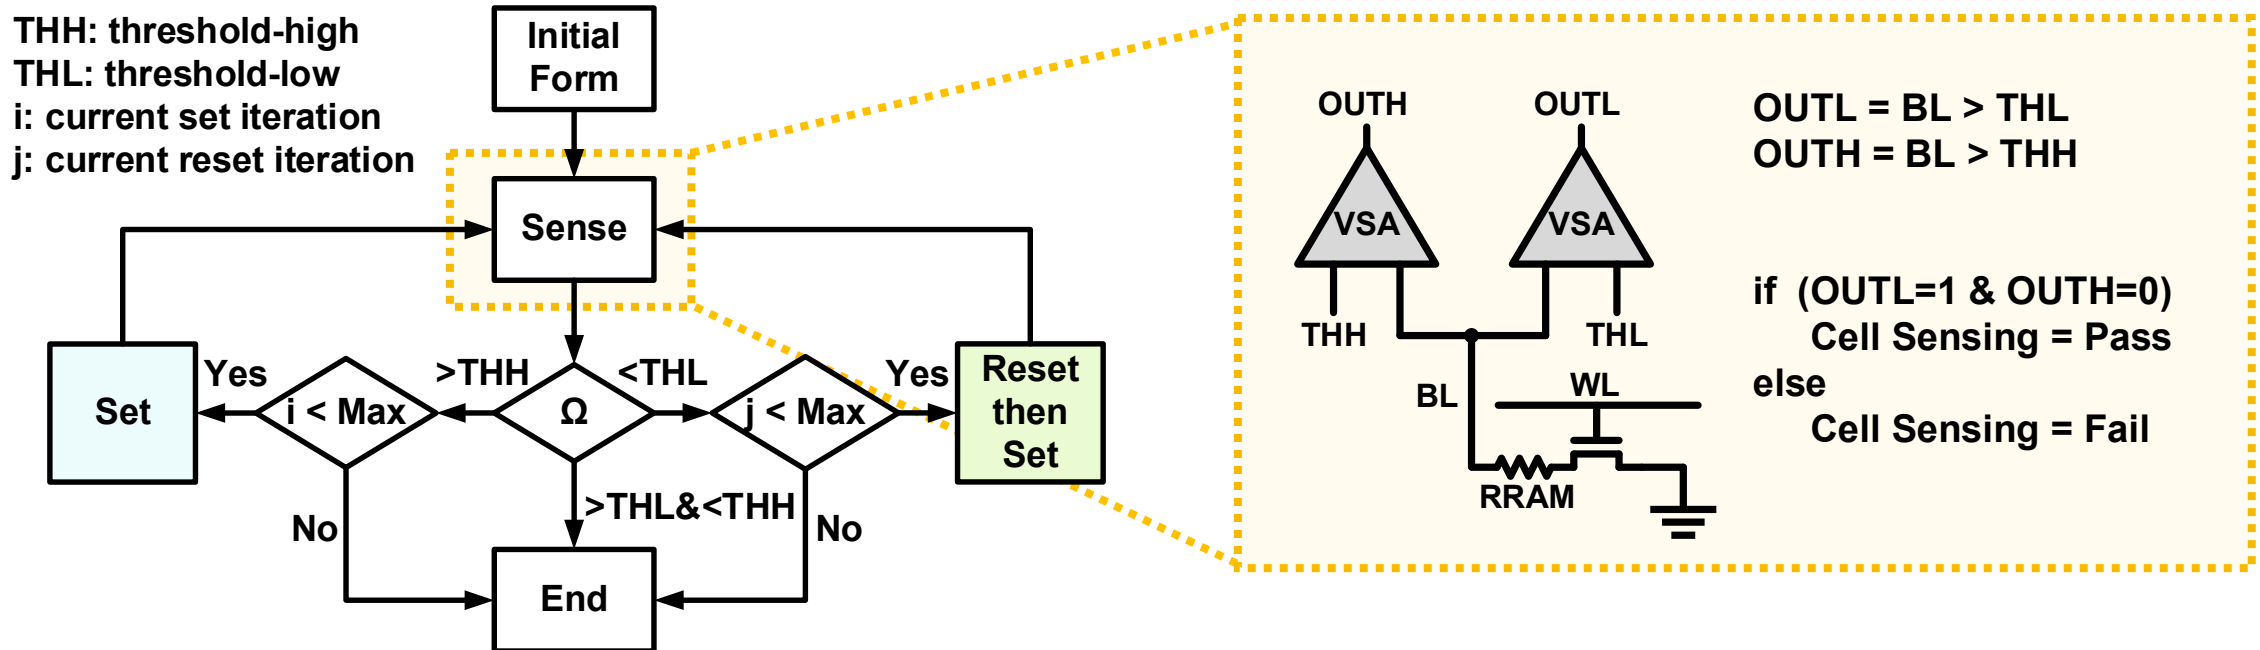 THH: threshold-high
THL: threshold-low
i: current set iteration
j: current reset iteration
Initial
Form
Sense
Set
Yes
i < Max
>THH
Ω
<THL
j < Max
Yes
Reset
then
Set
No
>THL&<THH
No
End
OUTH
OUTL
VSA
VSA
THH
THL
BL
WL
RRAM
OUTL = BL > THL
OUTH = BL > THH
if (OUTL=1 & OUTH=0)
Cell Sensing = Pass
else
Cell Sensing = Fail